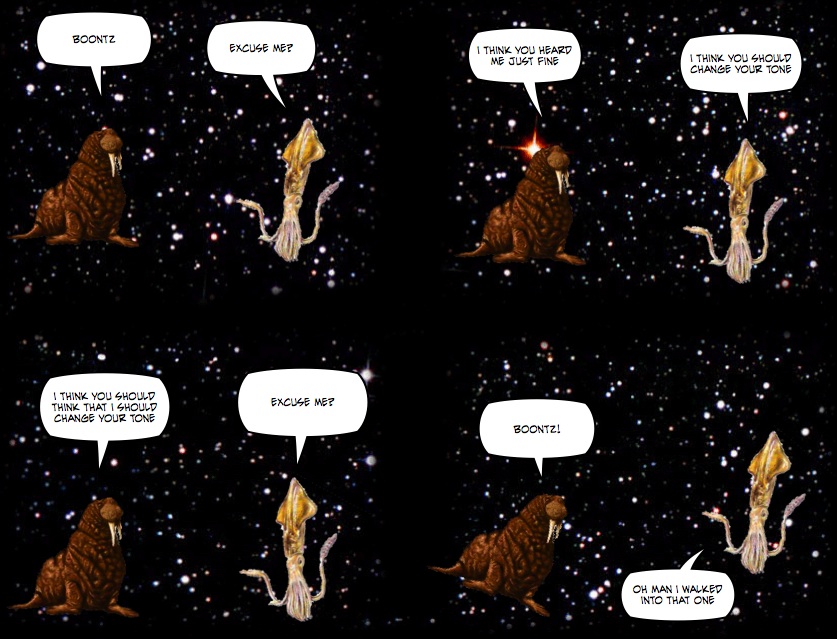 BOONTZ
EXCUSE ME?
I THINK YOU HEARD
ME JUST FINE
I THINK YOU SHOULD
CHANGE YOUR TONE
I THINK YOU SHOULD
THINK THAT I SHOULD
CHANGE YOUR TONE
EXCUSE ME?
BOONTZ!
OH MAN I WALKED
INTO THAT ONE